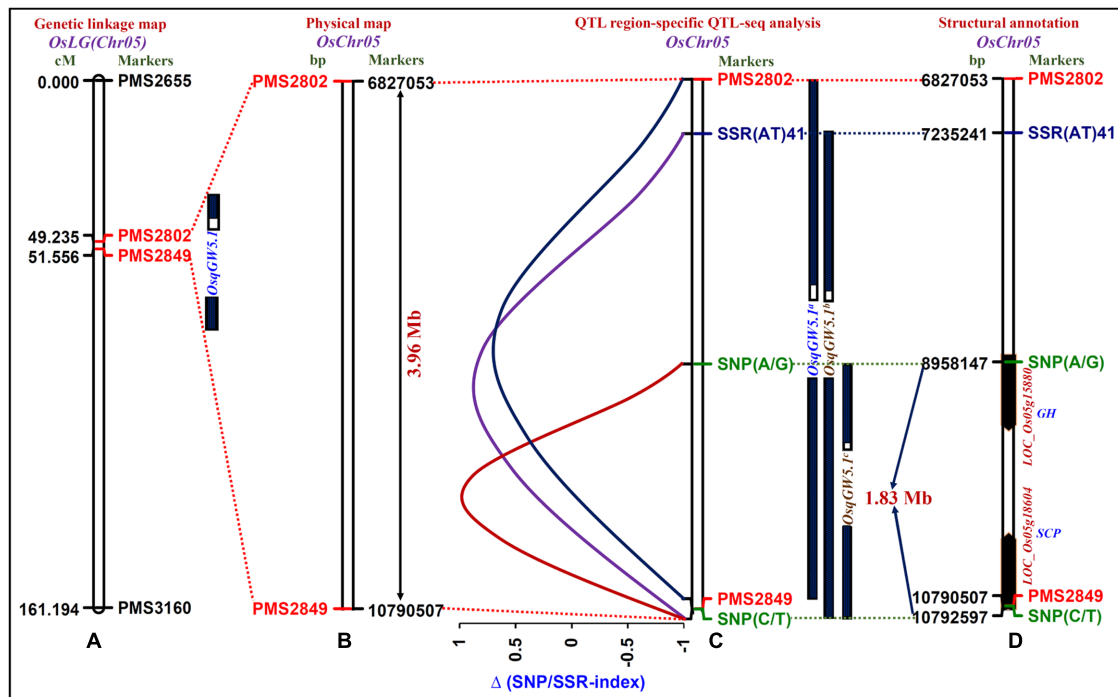 Genetic linkage map
OsLG(Chr05)
cM Markers
0.000 PMS2655
49.235 PMS2802
51.556 PMS2849
OsqGW5.1
161.194 PMS3160
A
Physical map
OsChr05
bp Markers
PMS2802 6827053
3.96 Mb
PMS2849 10790507
B
QTL region-specific QTL-seq analysis
OsChr05
Markers
PMS2802
SSR(AT)41
SNP(A/G)
PMS2849
SNP(C/T)
OsqGW5.1a
OsqGW5.1b
OsqGW5.1c
1 0.5 0 -0.5 -1
Δ (SNP/SSR-index)
C
Structural annotation
OsChr05
bp Markers
6827053 PMS2802
7235241 SSR(AT)41
8958147 SNP(A/G)
LOC_Os05g15880
GH
1.83 Mb
LOC_Os05g18604
SCP
10790507 PMS2849
10792597 SNP(C/T)
D